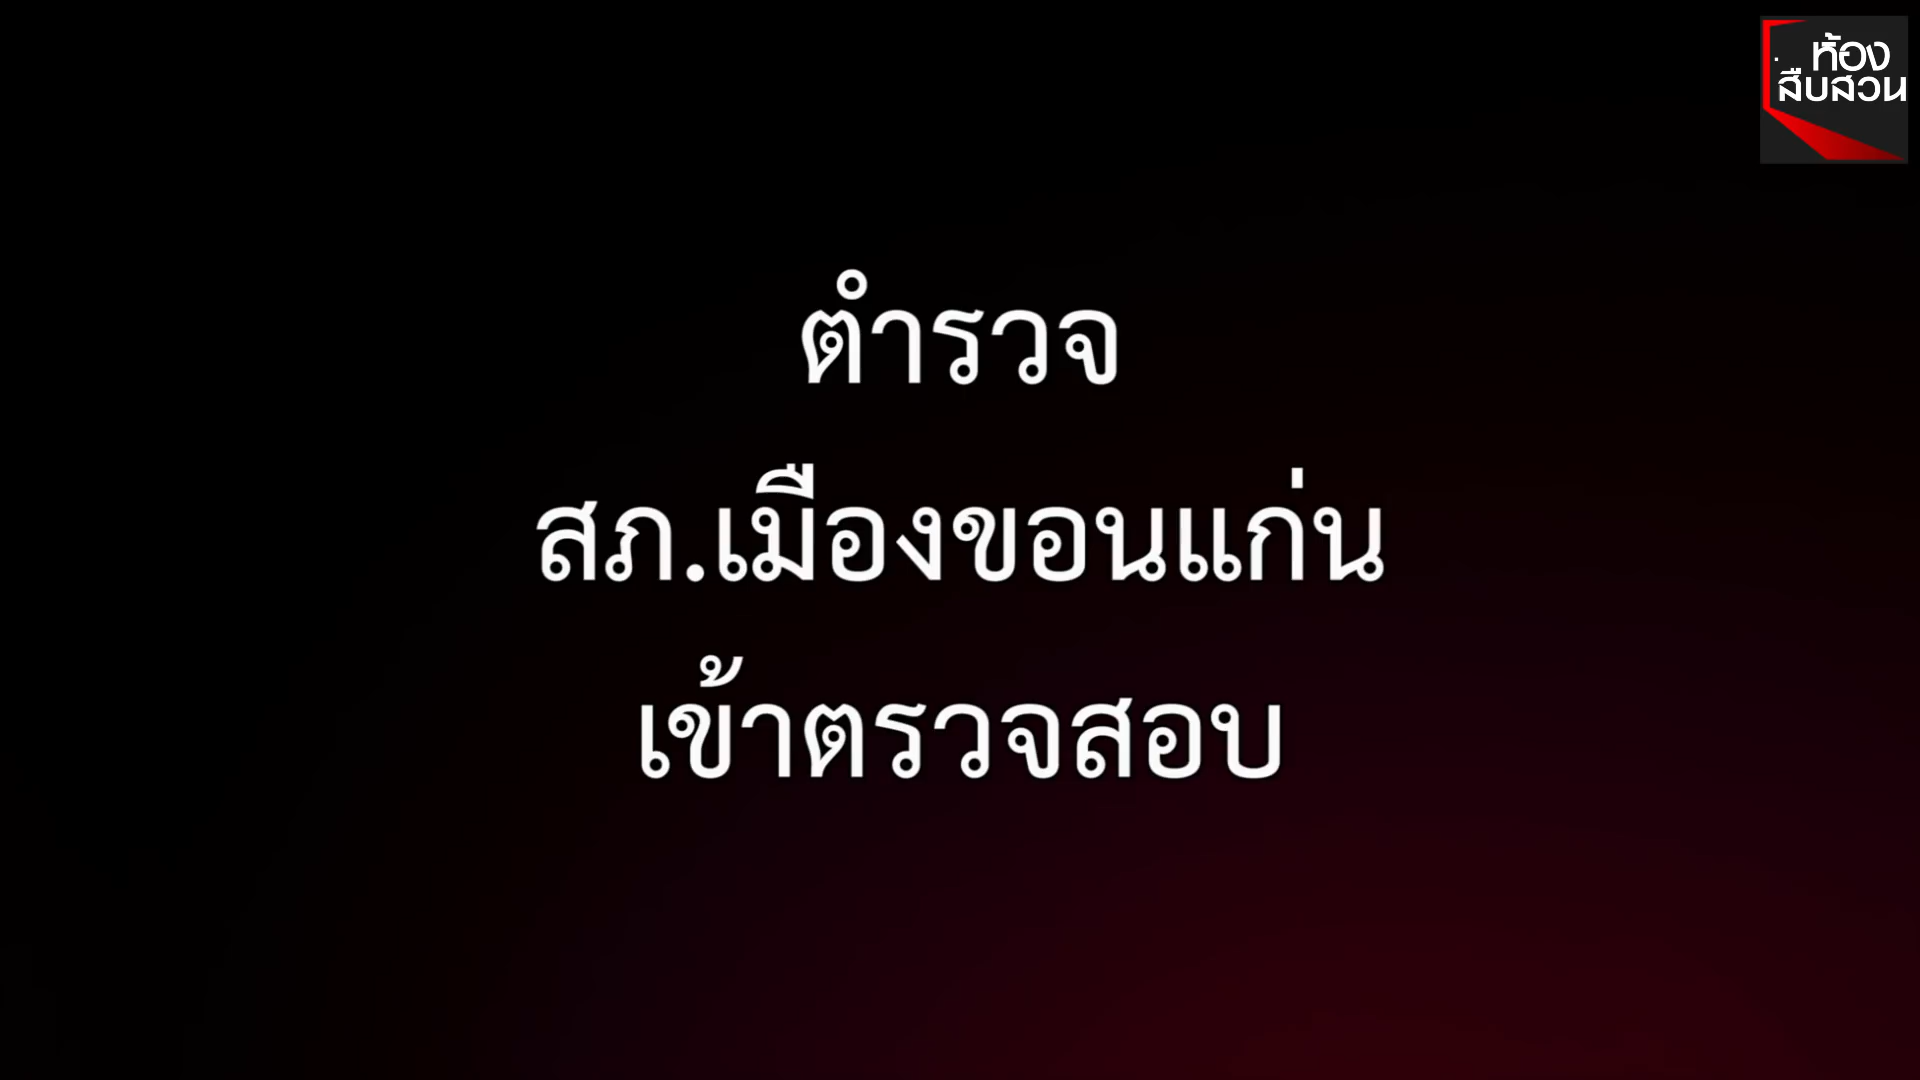 ห้อง
สืบสวน
ตำรวจ
สภ.เมืองขอนแก่น
เข้าตรวจสอบ